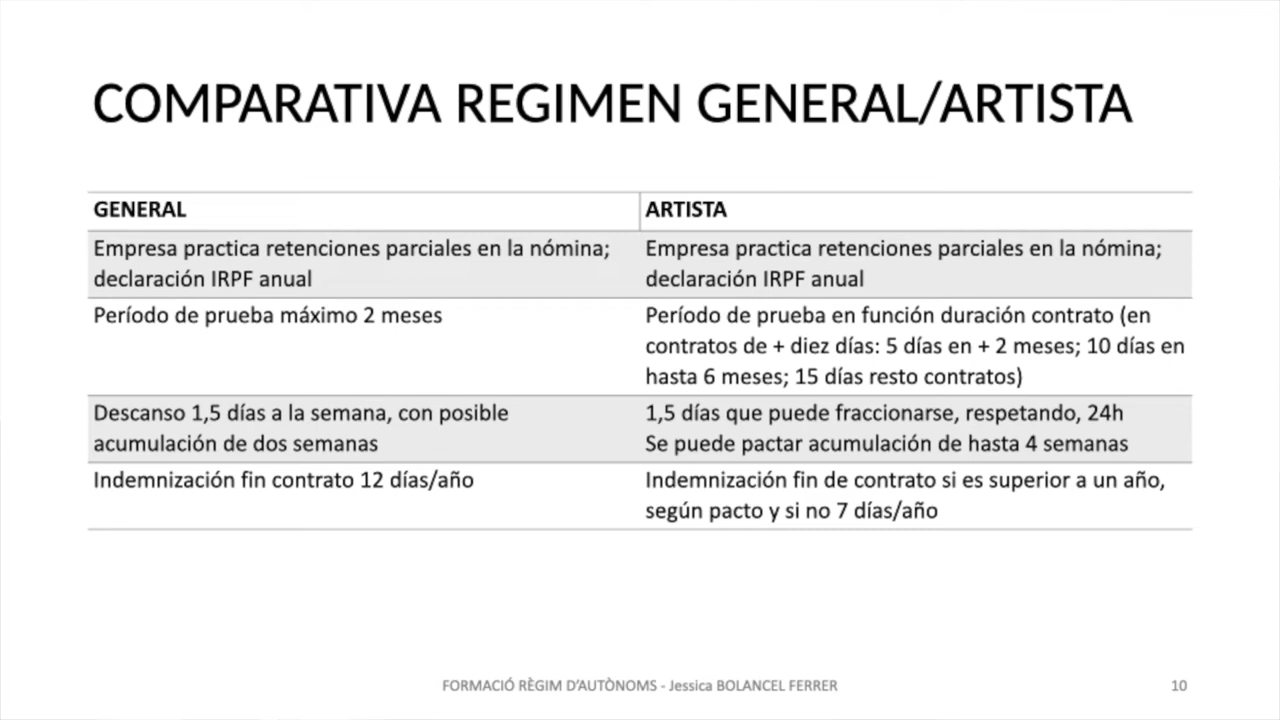 COMPARATIVA REGIMEN GENERAL/ARTISTA
GENERAL
ARTISTA
Empresa practica retenciones parciales en la nómina;
declaración IRPF anual
Empresa practica retenciones parciales en la nómina;
declaración IRPF anual
Período de prueba máximo 2 meses
Período de prueba en función duración contrato (en
contratos de + diez días: 5 días en + 2 meses; 10 días en
hasta 6 meses; 15 días resto contratos)
Descanso 1,5 días a la semana, con posible
acumulación de dos semanas
1,5 días que puede fraccionarse, respetando, 24h
Se puede pactar acumulación de hasta 4 semanas
Indemnización fin contrato 12 días/año
Indemnización fin de contrato si es superior a un año,
según pacto y si no 7 días/año
FORMACIÓ RÈGIM D'AUTÒNOMS - Jessica BOLANCEL FERRER
10